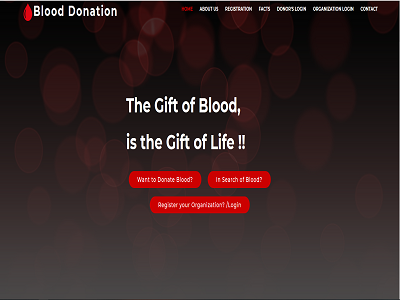 Blood Donation
HOME ABOUT US REGISTRATION FACTS DONOR'S LOGIN ORGANIZATION LOGIN CONTACT
The Gift of Blood,
is the Gift of Life !!
Want to Donate Blood? In Search of Blood?
Register your Organization? /Login